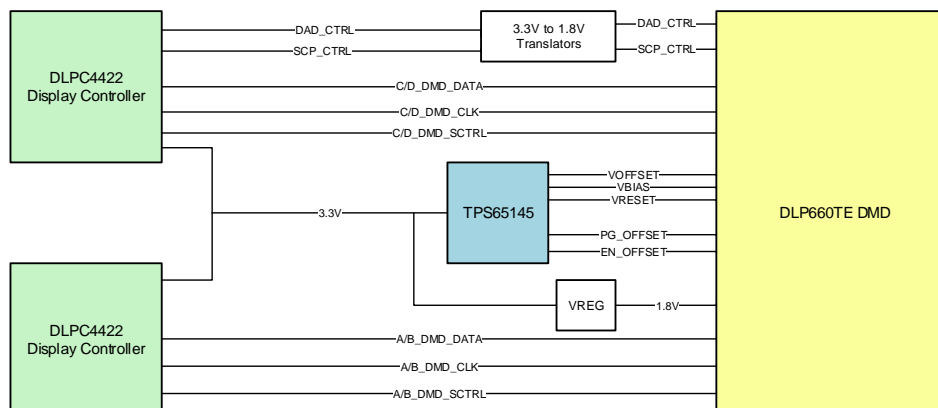 DLPC4422
Display Controller
DAD_CTRL
SCP_CTRL
3.3V to 1.8V
Translators
DAD_CTRL
SCP_CTRL
C/D_DMD_DATA
C/D_DMD_CLK
C/D_DMD_SCTRL
3.3V
TPS65145
VOFFSET
VBIAS
VRESET
PG_OFFSET
EN_OFFSET
DLP660TE DMD
VREG
1.8V
DLPC4422
Display Controller
A/B_DMD_DATA
A/B_DMD_CLK
A/B_DMD_SCTRL